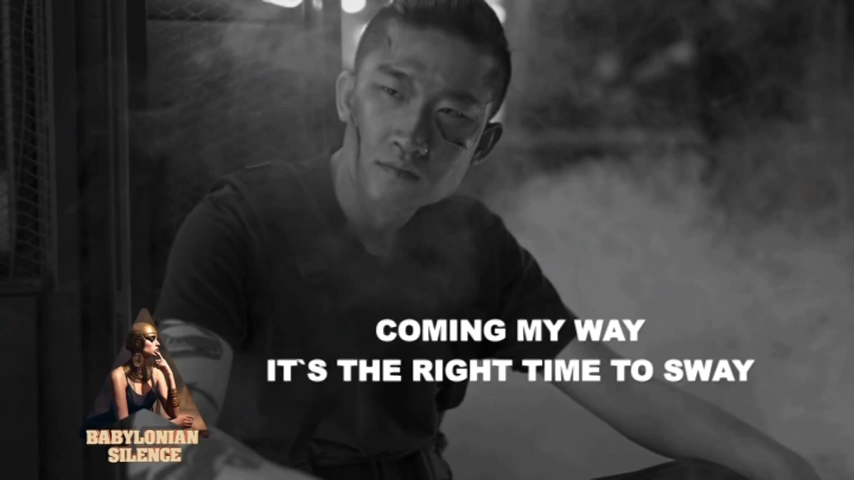 COMING MY WAY
IT`S THE RIGHT TIME TO SWAY
BABYLONIAN
SILENCE